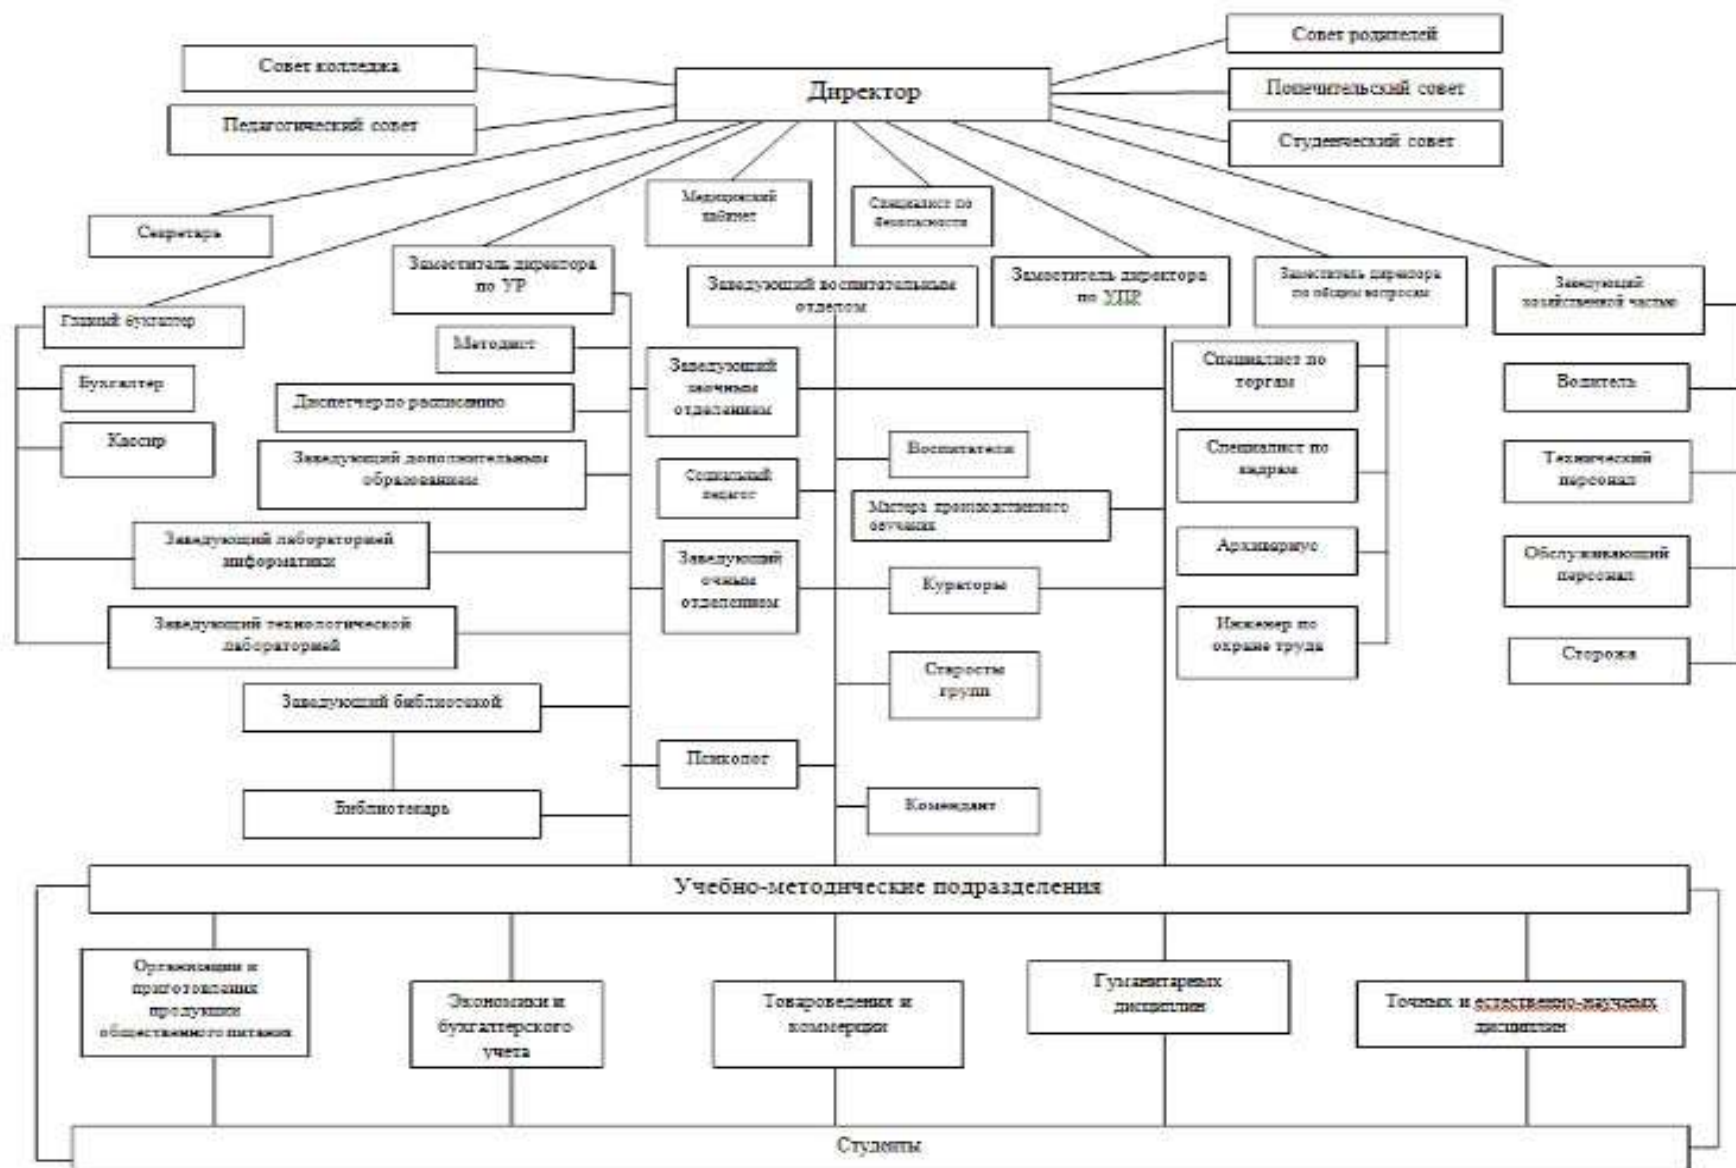 Совет родителей
Совет колледжа
Директор
Попечительский совет
Педагогический совет
Студенческий совет
Медицинский
кабинет
Специалист по
безопасности
Секретарь
Заместитель директора
по УР
Заведующий воспитательным
отделом
Заместитель директора
по УПР
Заместитель директора
по общим вопросам
Заведующий
хозяйственной частью
Главный бухгалтер
Методист
Заведующий
заочным
отделением
Специалист по
торгам
Бухгалтер
Водитель
Диспетчер по расписанию
Кассир
Воспитатели
Специалист по
кадрам
Технический
персонал
Заведующий дополнительным
образованием
Социальный
педагог
Мастера производственного
обучения
Заведующий лабораторией
информатики
Заведующий
очным
отделением
Архивариус
Обслуживающий
персонал
Кураторы
Заведующий технологической
лабораторией
Инженер по
охране труда
Сторожа
Старосты
групп
Заведующий библиотекой
Психолог
Библиотекарь
Комендант
Учебно-методические подразделения
Организации и
приготовления
продукции
общественного питания
Экономики и
бухгалтерского
учета
Товароведения и
коммерции
Гуманитарных
дисциплин
Точных и естественно-научных
дисциплин
Студенты